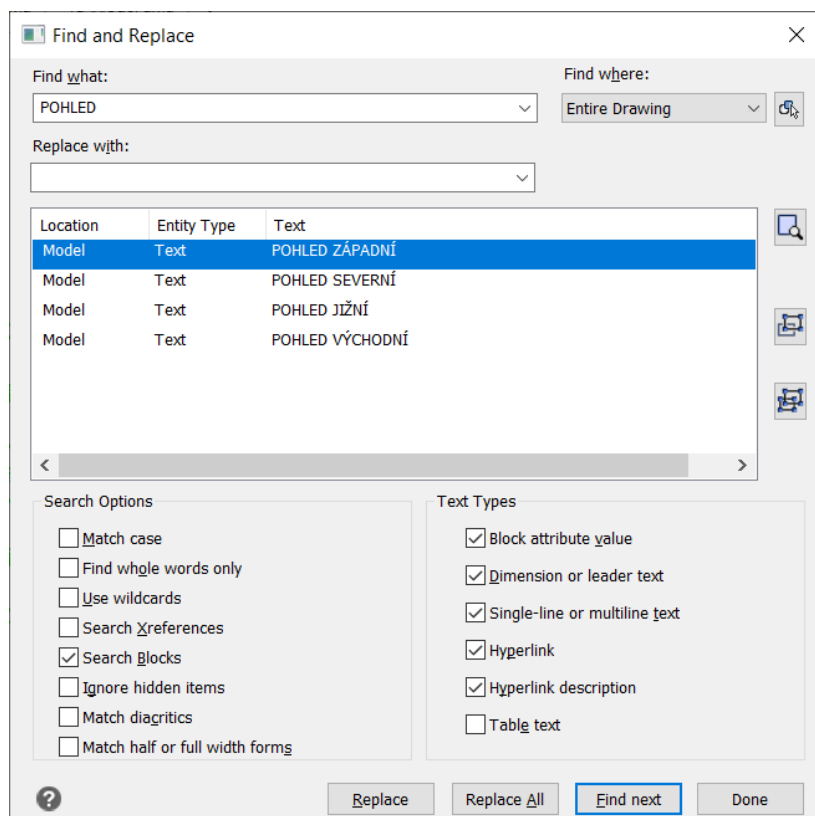 Find and Replace
Find what:
Find where:
POHLED
Entire Drawing
Replace with:
Location Entity Type Text
Model Text POHLED ZÁPADNÍ
Model Text POHLED SEVERNÍ
Model Text POHLED JIŽNÍ
Model Text POHLED VÝCHODNÍ
Search Options
Match case
Find whole words only
Use wildcards
Search Xreferences
Search Blocks
Ignore hidden items
Match diacritics
Match half or full width forms
Text Types
Block attribute value
Dimension or leader text
Single-line or multiline text
Hyperlink
Hyperlink description
Table text
?
Replace
Replace All
Find next
Done